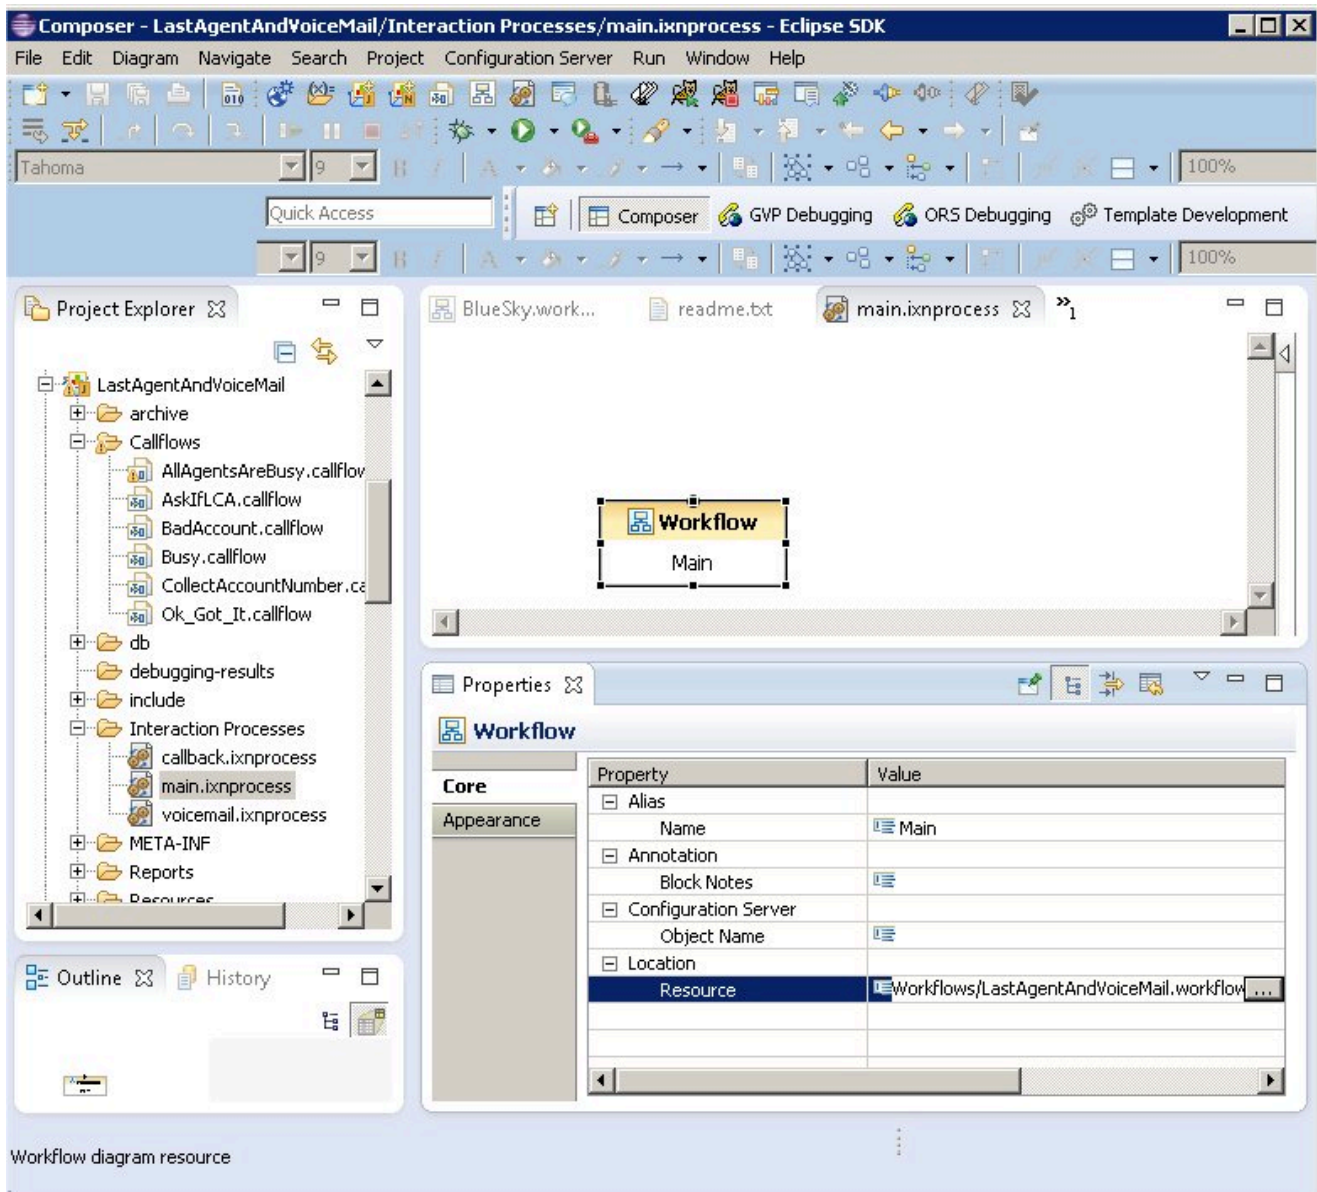 Composer - LastAgentAndVoiceMail/Interaction Processes/main.ixnprocess - Eclipse SDK
File Edit Diagram Navigate Search Project Configuration Server Run Window Help
Tahoma 9 B I A 100%
Quick Access Composer GVP Debugging ORS Debugging Template Development
9 B I A 100%
Project Explorer
LastAgentAndVoiceMail
archive
Callflows
AllAgentsAreBusy.callflow
AskIfLCA.callflow
BadAccount.callflow
Busy.callflow
CollectAccountNumber.ca
Ok_Got_It.callflow
db
debugging-results
include
Interaction Processes
callback.ixnprocess
main.ixnprocess
voicemail.ixnprocess
META-INF
Reports
Resources
Outline History
BlueSky.work... readme.txt main.ixnprocess »1
Workflow
Main
Properties
Workflow
Core
Appearance
Property Value
Alias
Name Main
Annotation
Block Notes
Configuration Server
Object Name
Location
Resource Workflows/LastAgentAndVoiceMail.workflow ...
Workflow diagram resource